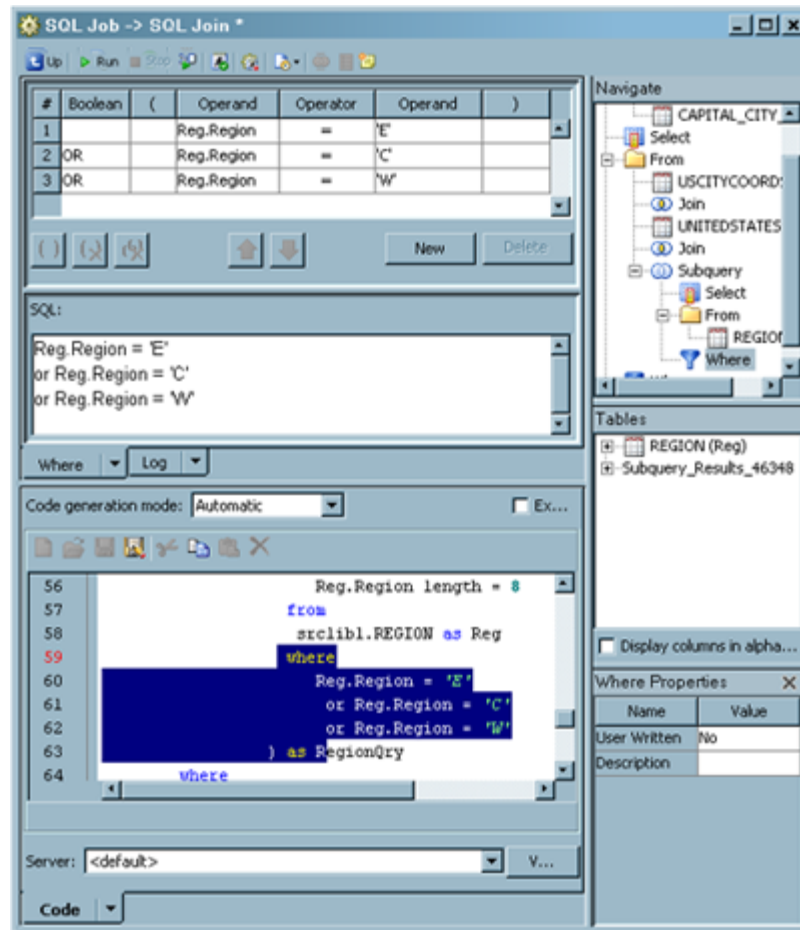 SQL Job -> SQL Join *
Up Run Stop
# Boolean ( Operand Operator Operand )
1 Reg.Region = 'E'
2 OR Reg.Region = 'C'
3 OR Reg.Region = 'W'
New Delete
SQL:
Reg.Region = 'E'
or Reg.Region = 'C'
or Reg.Region = 'W'
Where Log
Code generation mode: Automatic Ex...
56 Reg.Region length = 8
57 from
58 srclib1.REGION as Reg
59 where
60 Reg.Region = 'E'
61 or Reg.Region = 'C'
62 or Reg.Region = 'W'
63 ) as RegionQry
64 where
Server: <default> V...
Code
Navigate
CAPITAL_CITY_
Select
From
USCITYCOORD
Join
UNITEDSTATES
Join
Subquery
Select
From
REGION
Where
Tables
REGION (Reg)
Subquery_Results_46348
Display columns in alpha...
Where Properties
Name Value
User Written No
Description